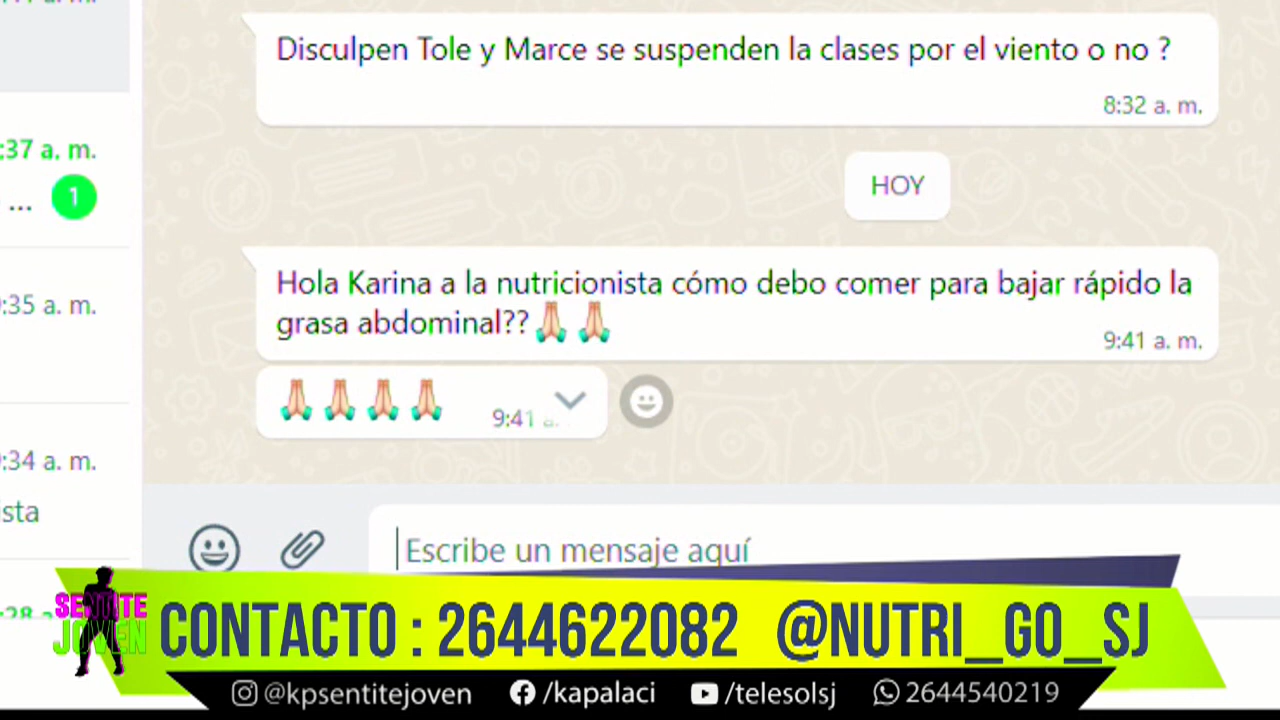 Disculpen Tole y Marce se suspenden la clases por el viento o no ?
8:32 a. m.
:37 a. m.
... 1
HOY
:35 a. m.
Hola Karina a la nutricionista cómo debo comer para bajar rápido la
grasa abdominal??🙏🏻🙏🏻
9:41 a. m.
🙏🏻🙏🏻🙏🏻🙏🏻 9:41 a.
:34 a. m.
ista
Escribe un mensaje aquí
SENTITE
JOVEN
CONTACTO : 2644622082 @NUTRI_GO_SJ
@kpsentitejoven /kapalaci /telesolsj 2644540219